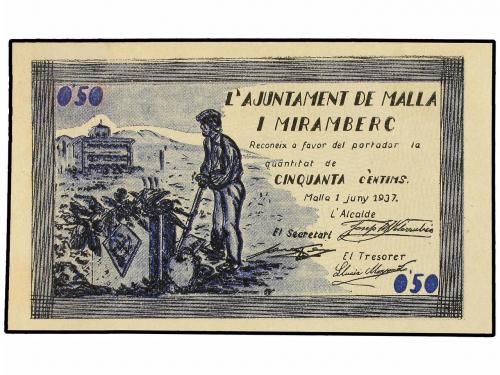 0'50
L'AJUNTAMENT DE MALLA
I MIRAMBERC
Reconeix a favor del portador la
quantitat de
CINQUANTA CÈNTIMS.
Malla 1 juny 1937.
L'Alcalde
El Secretari
El Tresorer
0'50